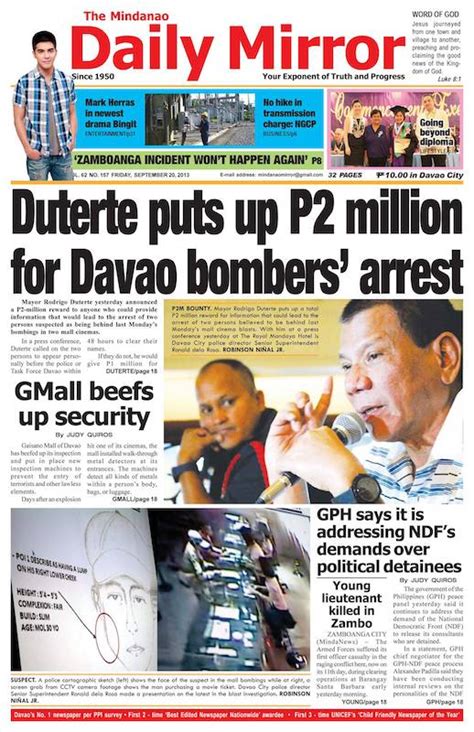 The Mindanao
Daily Mirror
Since 1950
Your Exponent of Truth and Progress
WORD OF GOD
journeyed from
one town and
village to another,
preaching and pro-
claiming the good
news of the King-
dom of God.
Luke 8:1
Mark Herras
in newest
drama Bingit
ENTERTAINMENT/p31
No hike in
transmission
charge: NGCP
BUSINESS/p6
Going
beyond
diploma
LIFESTYLE
'ZAMBOANGA INCIDENT WON'T HAPPEN AGAIN' P8
VOL. 62 NO. 157 FRIDAY, SEPTEMBER 20, 2013
E-mail address: mindanaomirror@gmail.com
32 PAGES
₱10.00 in Davao City
Duterte puts up P2 million
for Davao bombers' arrest
Mayor Rodrigo Duterte yesterday announced
a P2-million reward to anyone who could provide
information that would lead to the arrest of two
persons suspected as being behind last Monday's
bombings in two mall cinemas.
In a press conference,
Duterte called on the two
persons to appear
personally before the police or
Task Force Davao within
48 hours to clear their
names.
If they do not, he would
give P1 million for
DUTERTE/page 18
P2M BOUNTY. Mayor Rodrigo Duterte puts up a total
P2 million reward for information that could lead to the
arrest of two persons believed to be behind last
Monday's mall cinema blasts. With him at a press
conference yesterday at The Royal Mandaya Hotel is
Davao City police director Senior Superintendent
Ronald dela Rosa. ROBINSON NIÑAL JR.
GMall beefs
up security
By JUDY QUIROS
Gaisano Mall of Davao
has beefed up its inspection
and put in place new
inspection machines to
prevent the entry of
terrorists and other law less
elements.
Days after an explosion
hit one of its cinemas, the
mall installed walk-through
metal detectors at its
entrances. The machines
detect all kinds of metals
within a person's body,
bags, or luggage.
GMALL/page 18
POI 2 DESCRIBE AS HAVING A LUMP
ON HIS RIGHT LOWER CHEEK
HEIGHT: 5'4 - 5'5
COMPLEXION: FAIR
BUILD: SLIM
SUSPECT. A police cartographic sketch (left) shows the face of the suspect in the mall bombings while at right, a
screen grab from CCTV camera footage shows the man purchasing a movie ticket. Davao City police director
Senior Superintendent Ronald dela Rosa made a presentation on the latest in the blast investigation. ROBINSON NIÑAL JR.
GPH says it is
addressing NDF's
demands over
political detainees
By JUDY QUIROS
Young
lieutenant
killed in
Zambo
ZAMBOANGA CITY
(MindaNews) – The
Armed Forces suffered its
first officer casualty in the
raging conflict here, now on
its 11th day, during clearing
operations at Barangay
Santa Barbara early
yesterday morning.
YOUNG/page 18
The government of the
Philippines (GPH) peace
panel yesterday said it
continues to address the
demand of the National
Democratic Front (NDF)
to release its consultants
who are detained.
In a statement, GPH
chief negotiator for the
GPH-NDF peace process
Alexander Padilla said they
have been conducting
internal reviews on the
personalities of the NDF
GPH/page 18
Davao's No. 1 newspaper per PPI survey • First 2 - time 'Best Edited Newspaper Nationwide' awardee • First 3 - time UNICEF's 'Child Friendly Newspaper of the Year'